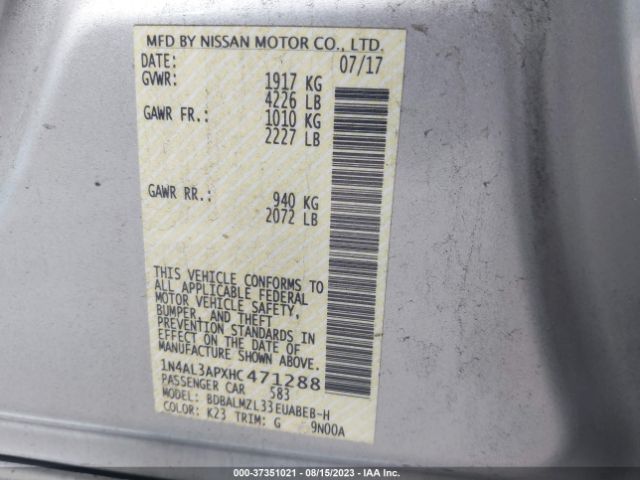 MFD BY NISSAN MOTOR CO., LTD.
DATE: 07/17
GVWR: 1917 KG
4226 LB
GAWR FR.: 1010 KG
2227 LB
GAWR RR.: 940 KG
2072 LB
THIS VEHICLE CONFORMS TO
ALL APPLICABLE FEDERAL
MOTOR VEHICLE SAFETY,
BUMPER, AND THEFT
PREVENTION STANDARDS IN
EFFECT ON THE DATE OF
MANUFACTURE SHOWN ABOVE.
1N4AL3APXHC471288
PASSENGER CAR 583
MODEL: BDBALMZL33EUABEB-H
COLOR: K23 TRIM: G 9N00A
000-37351021 - 08/15/2023 - IAA Inc.